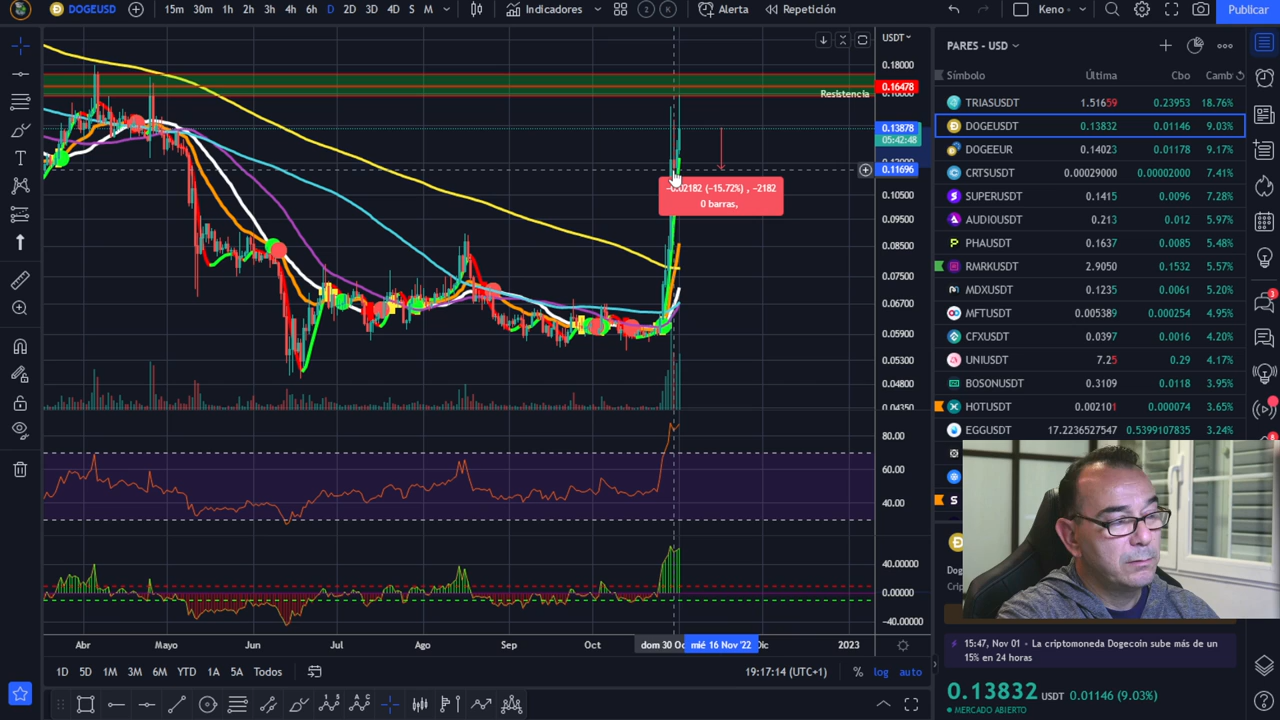 DOGEUSD 15m 30m 1h 2h 3h 4h 6h D 2D 3D 4D S M Indicadores 2 K Alerta Repetición Keno Publicar
USDT
PARES - USD
Símbolo Última Cbo Camb
TRIASUSDT 1.51659 0.23953 18.76%
DOGEUSDT 0.13832 0.01146 9.03%
DOGEEUR 0.14023 0.01178 9.17%
CRTSUSDT 0.0002900 7.41%
SUPERUSDT 0.1415 0.0096 7.28%
AUDIOUSDT 0.213 0.012 5.97%
PHAUSDT 0.1637 0.0085 5.48%
RMRKUSDT 2.9050 0.1532 5.57%
MDXUSDT 0.1235 0.0061 5.20%
MFTUSDT 0.005389 0.000254 4.95%
CFXUSDT 0.0397 0.0016 4.20%
UNIUSDT 7.25 0.29 4.17%
BOSONUSDT 0.3109 0.0118 3.95%
HOTUSDT 0.002101 0.000074 3.65%
EGGUSDT 17.2236527547 0.5399107835 3.24%
0.18000
0.16478
Resistencia
0.13878
05:42:48
0.11696
0.10500
0.09500
0.08500
0.07500
0.06700
0.05900
0.05300
0.04800
0.04350
-0.02182 (-15.72%) , -2182
0 barras,
80.00
60.00
40.00
40.00000
0.00000
-40.00000
Abr Mayo Jun Jul Ago Sep Oct dom 30 Oc mié 16 Nov '22 Dic 2023
1D 5D 1M 3M 6M YTD 1A 5A Todos 19:17:14 (UTC+1) % log auto
15:47, Nov 01 - La criptomoneda Dogecoin sube más de un
15% en 24 horas
0.13832 USDT 0.01146 (9.03%)
MERCADO ABIERTO